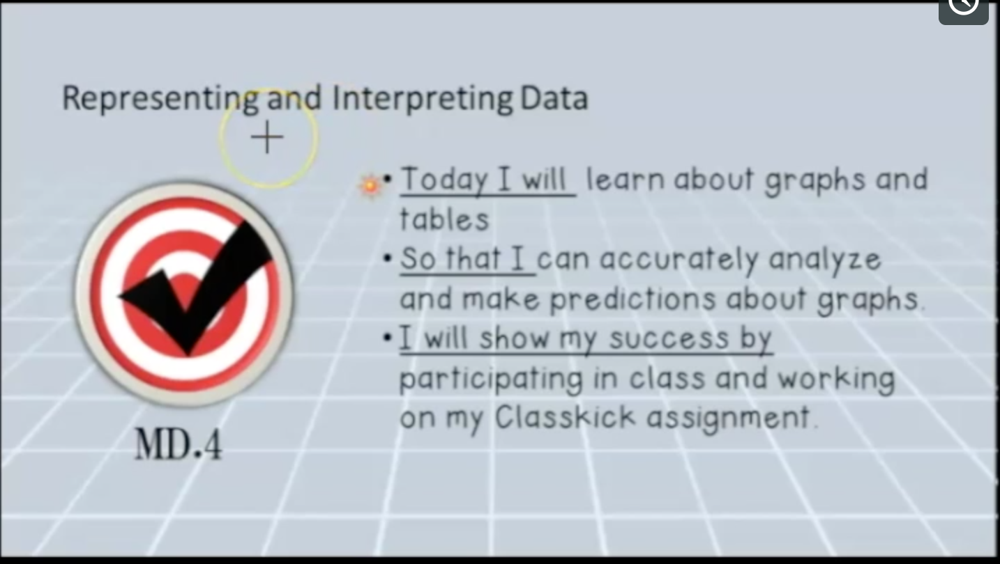 Representing and Interpreting Data
• Today I will learn about graphs and
tables
• So that I can accurately analyze
and make predictions about graphs.
• I will show my success by
participating in class and working
on my Classkick assignment.
MD.4